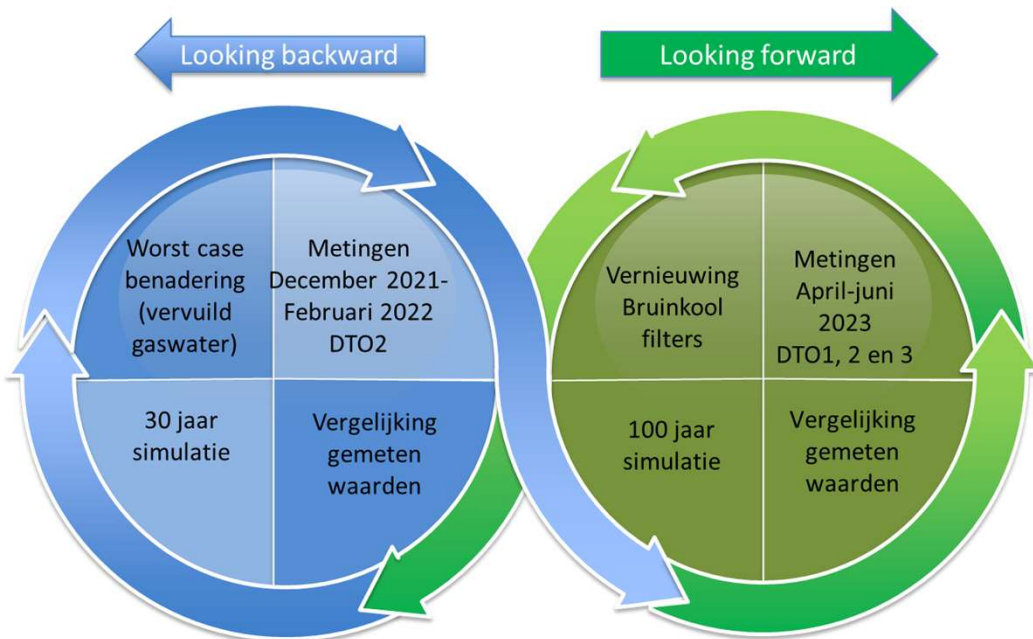 Looking backward
Looking forward
Worst case
benadering
(vervuild
gaswater)
Metingen
December 2021-
Februari 2022
DTO2
30 jaar
simulatie
Vergelijking
gemeten
waarden
Vernieuwing
Bruinkool
filters
Metingen
April-juni
2023
DTO1, 2 en 3
100 jaar
simulatie
Vergelijking
gemeten
waarden